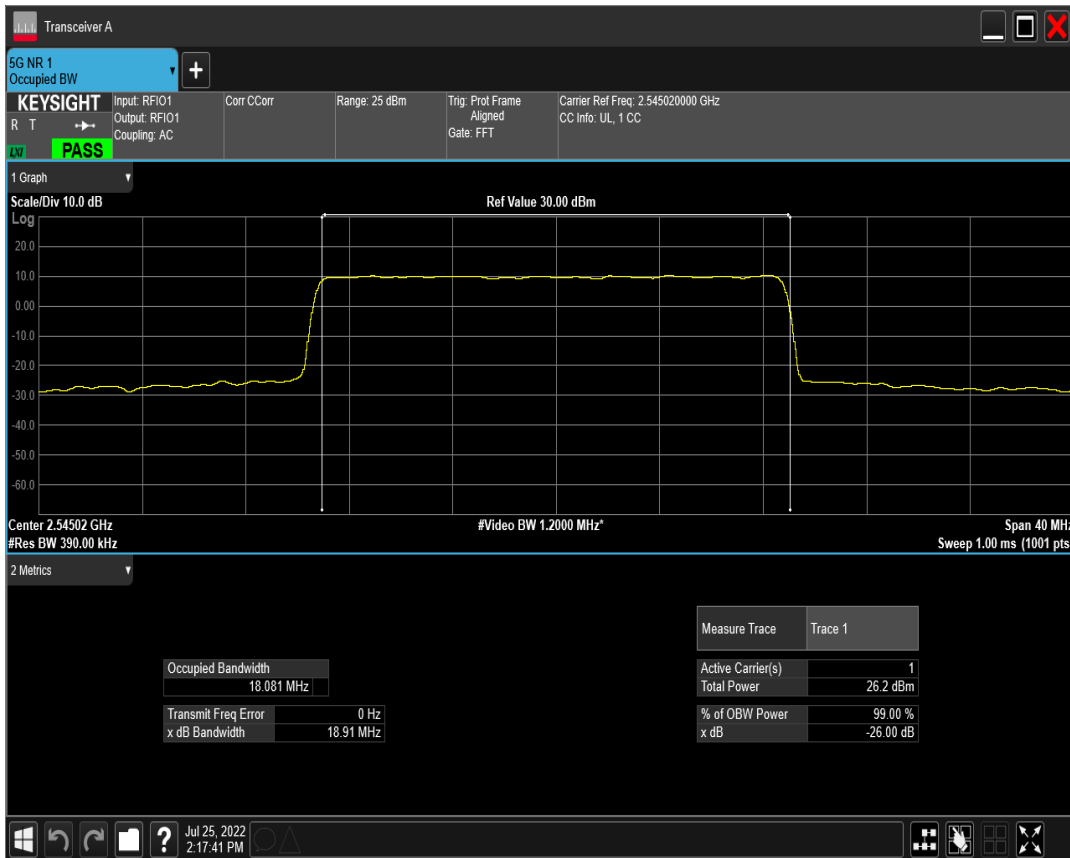 Transceiver A
5G NR 1
Occupied BW
KEYSIGHT
R T
LXI
PASS
Input: RFIO1
Output: RFIO1
Coupling: AC
Corr CCorr
Range: 25 dBm
Trig: Prot Frame
Aligned
Gate: FFT
Carrier Ref Freq: 2.545020000 GHz
CC Info: UL, 1 CC
1 Graph
Scale/Div 10.0 dB
Ref Value 30.00 dBm
Log
20.0
10.0
0.00
-10.0
-20.0
-30.0
-40.0
-50.0
-60.0
Center 2.54502 GHz
#Video BW 1.2000 MHz*
Span 40 MHz
#Res BW 390.00 kHz
Sweep 1.00 ms (1001 pts
2 Metrics
Measure Trace Trace 1
Occupied Bandwidth
18.081 MHz
Active Carrier(s) 1
Total Power 26.2 dBm
Transmit Freq Error 0 Hz
x dB Bandwidth 18.91 MHz
% of OBW Power 99.00 %
x dB -26.00 dB
?
Jul 25, 2022
2:17:41 PM